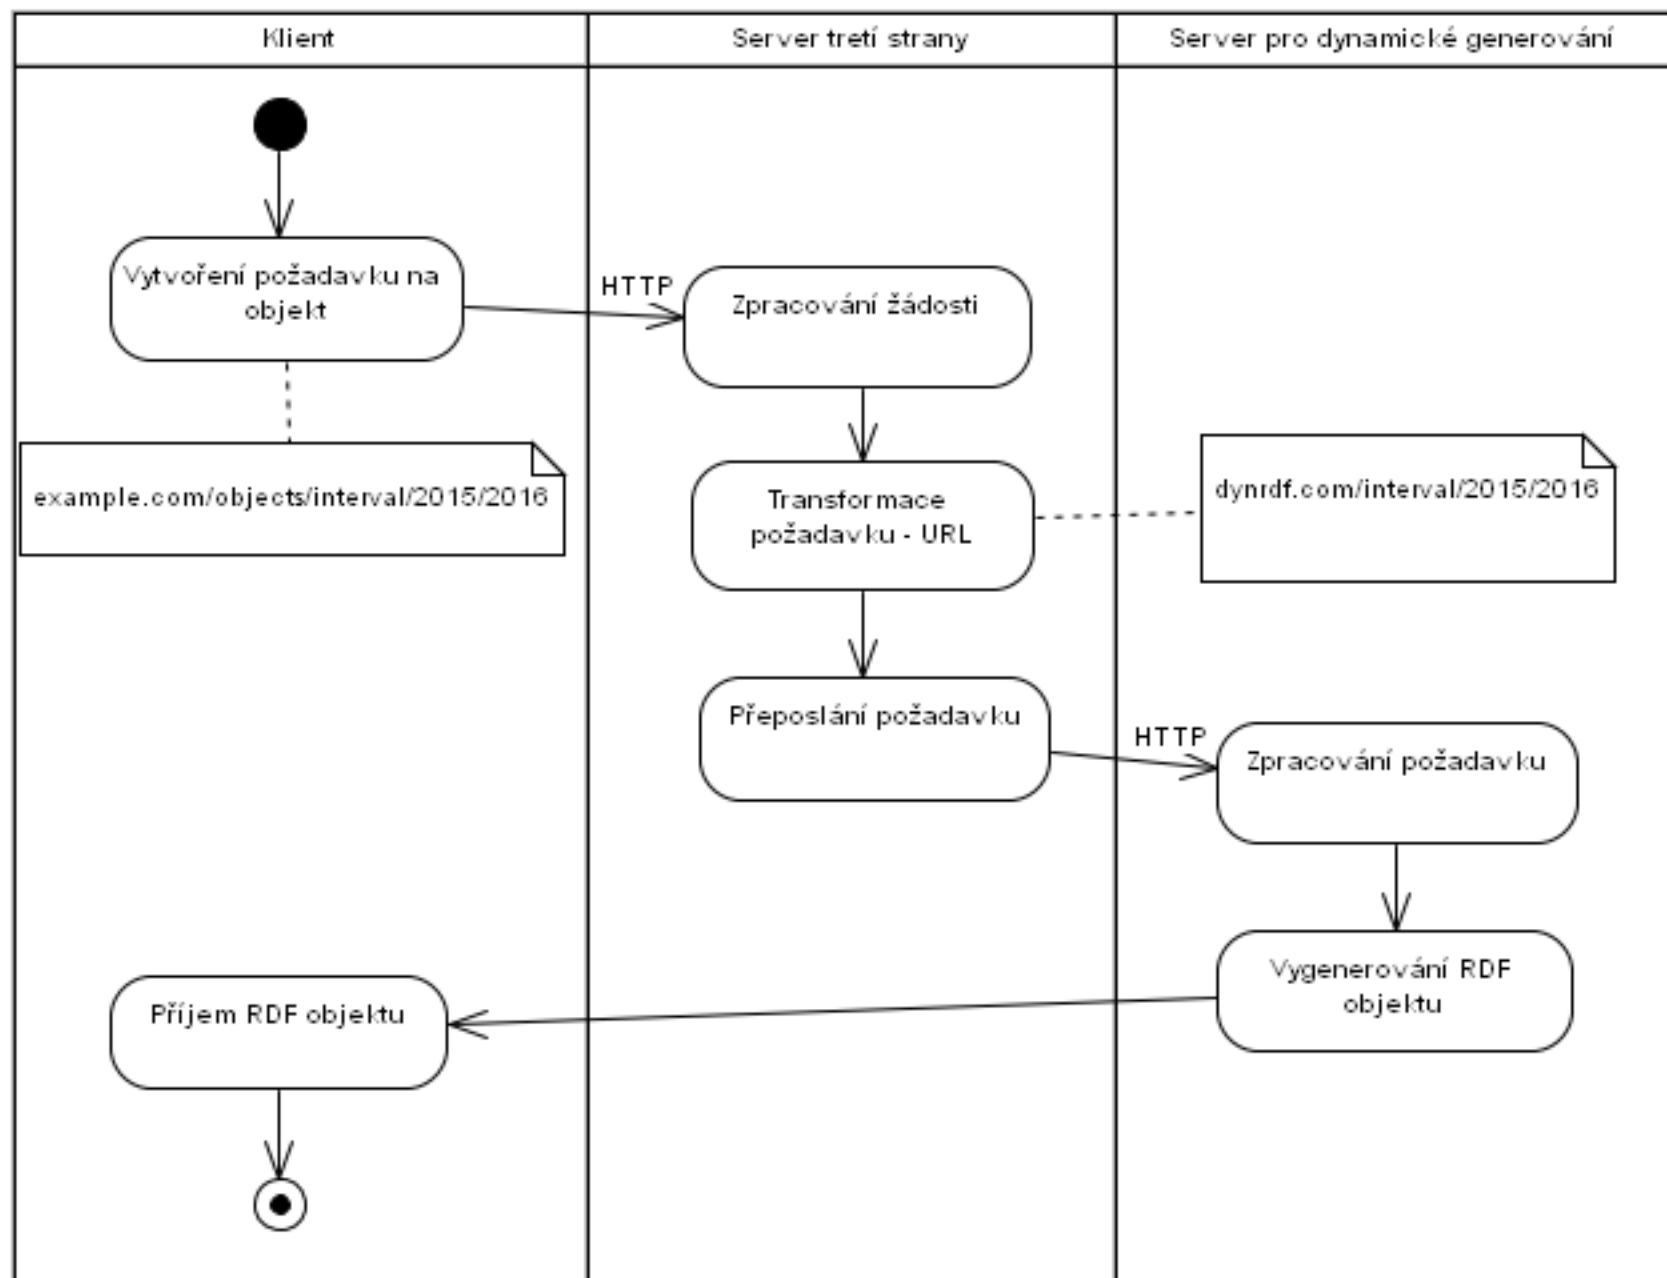 Klient
Server tretí strany
Server pro dynamické generování
Vytvoření požadavku na
objekt
HTTP
Zpracování žádosti
example.com/objects/interval/2015/2016
Transformace
požadavku - URL
dynrdf.com/interval/2015/2016
Přeposlání požadavku
HTTP
Zpracování požadavku
Vygenerování RDF
objektu
Příjem RDF objektu